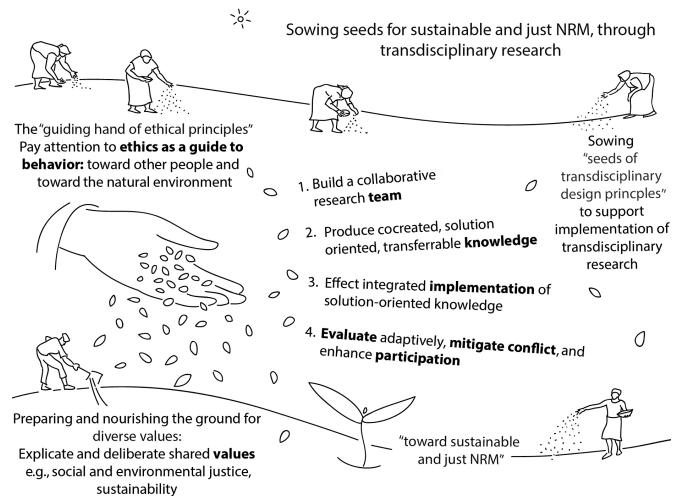 Sowing seeds for sustainable and just NRM, through
transdisciplinary research
The “guiding hand of ethical principles”
Pay attention to ethics as a guide to
behavior: toward other people and
toward the natural environment
1. Build a collaborative
research team
2. Produce cocreated, solution
oriented, transferrable knowledge
3. Effect integrated implementation of
solution-oriented knowledge
4. Evaluate adaptively, mitigate conflict, and
enhance participation
Sowing
“seeds of
transdisciplinary
design princples”
to support
implementation of
transdisciplinary
research
Preparing and nourishing the ground for
diverse values:
Explicate and deliberate shared values
e.g., social and environmental justice,
sustainability
“toward sustainable
and just NRM”